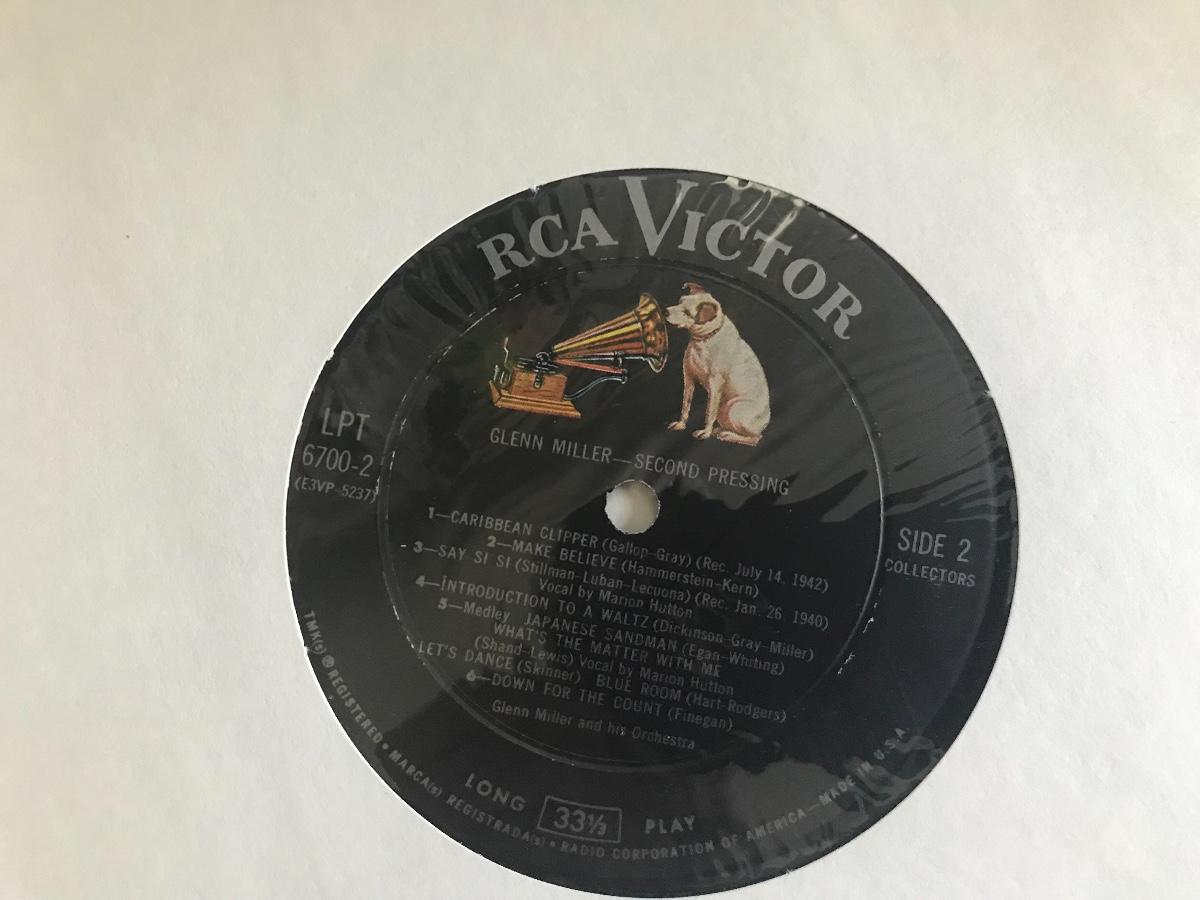 RCA VICTOR
LPT
6700-2
(E3VP-5237)
GLENN MILLER—SECOND PRESSING
SIDE 2
COLLECTORS
1—CARIBBEAN CLIPPER (Gallop-Gray) (Rec. July 14, 1942)
2—MAKE BELIEVE (Hammerstein-Kern)
3—SAY SI SI (Stillman-Luban-Lecuona) (Rec. Jan. 26, 1940)
Vocal by Marion Hutton
4—INTRODUCTION TO A WALTZ (Dickinson-Gray-Miller)
5—Medley JAPANESE SANDMAN (Egan-Whiting)
WHAT'S THE MATTER WITH ME
(Shand-Lewis) Vocal by Marion Hutton
LET'S DANCE (Skinner) BLUE ROOM (Hart-Rodgers)
6—DOWN FOR THE COUNT (Finegan)
Glenn Miller and his Orchestra
LONG 33⅓ PLAY
TMK(s) ® REGISTERED • MARCA(s) REGISTRADA(s) • RADIO CORPORATION OF AMERICA—MADE IN U.S.A.